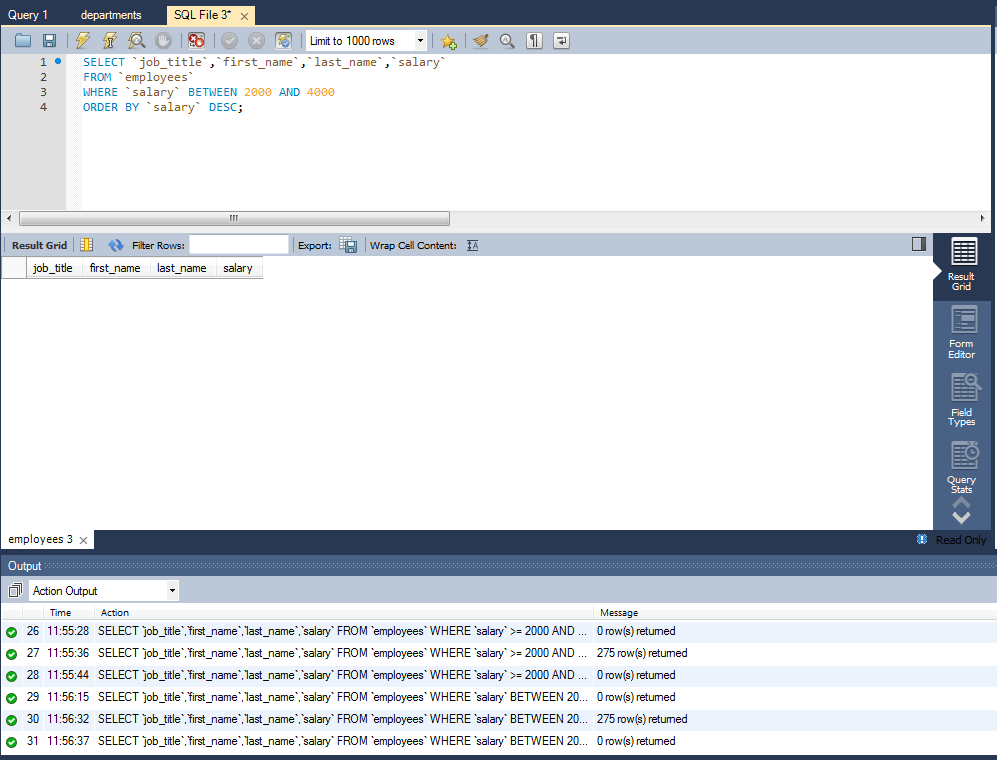 Query 1 departments SQL File 3*
Limit to 1000 rows
1 SELECT `job_title`,`first_name`,`last_name`,`salary`
2 FROM `employees`
3 WHERE `salary` BETWEEN 2000 AND 4000
4 ORDER BY `salary` DESC;
Result Grid Filter Rows: Export: Wrap Cell Content:
job_title first_name last_name salary
Result
Grid
Form
Editor
Field
Types
Query
Stats
employees 3 Read Only
Output
Action Output
Time Action Message
26 11:55:28 SELECT `job_title`,`first_name`,`last_name`,`salary` FROM `employees` WHERE `salary` >= 2000 AND ... 0 row(s) returned
27 11:55:36 SELECT `job_title`,`first_name`,`last_name`,`salary` FROM `employees` WHERE `salary` >= 2000 AND ... 275 row(s) returned
28 11:55:44 SELECT `job_title`,`first_name`,`last_name`,`salary` FROM `employees` WHERE `salary` >= 2000 AND ... 0 row(s) returned
29 11:56:15 SELECT `job_title`,`first_name`,`last_name`,`salary` FROM `employees` WHERE `salary` BETWEEN 20... 0 row(s) returned
30 11:56:32 SELECT `job_title`,`first_name`,`last_name`,`salary` FROM `employees` WHERE `salary` BETWEEN 20... 275 row(s) returned
31 11:56:37 SELECT `job_title`,`first_name`,`last_name`,`salary` FROM `employees` WHERE `salary` BETWEEN 20... 0 row(s) returned